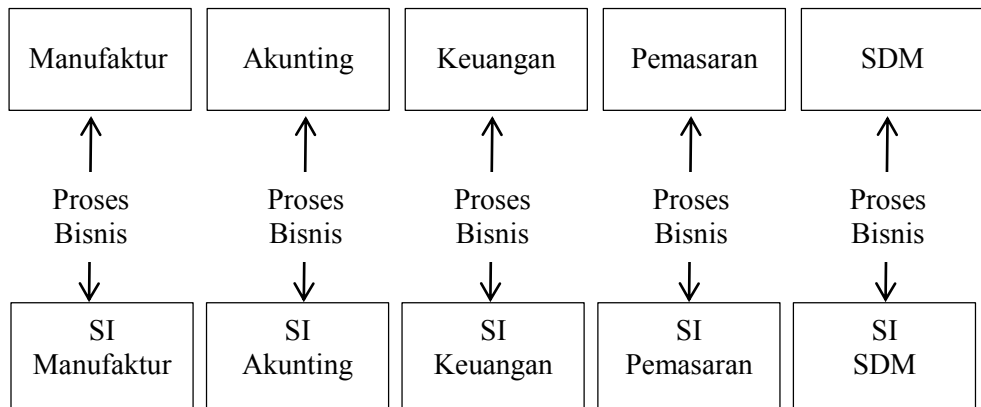 Manufaktur
Akunting
Keuangan
Pemasaran
SDM
Proses
Bisnis
Proses
Bisnis
Proses
Bisnis
Proses
Bisnis
Proses
Bisnis
SI
Manufaktur
SI
Akunting
SI
Keuangan
SI
Pemasaran
SI
SDM